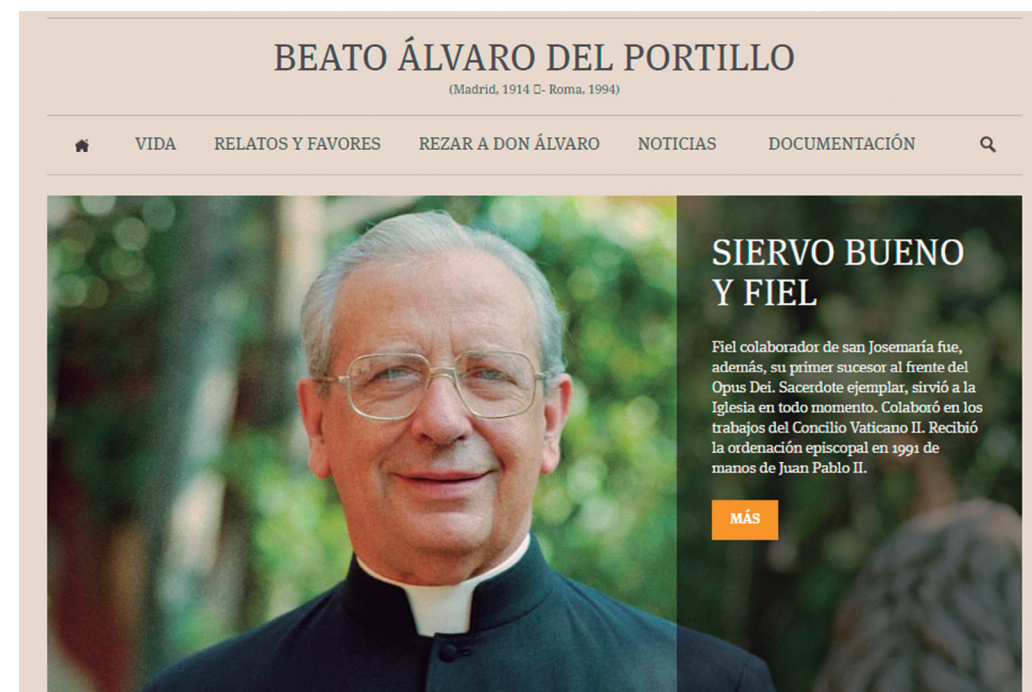 BEATO ÁLVARO DEL PORTILLO
(Madrid, 1914 - Roma, 1994)
VIDA RELATOS Y FAVORES REZAR A DON ÁLVARO NOTICIAS DOCUMENTACIÓN
SIERVO BUENO
Y FIEL
Fiel colaborador de san Josemaría fue,
además, su primer sucesor al frente del
Opus Dei. Sacerdote ejemplar, sirvió a la
Iglesia en todo momento. Colaboró en los
trabajos del Concilio Vaticano II. Recibió
la ordenación episcopal en 1991 de
manos de Juan Pablo II.
MÁS